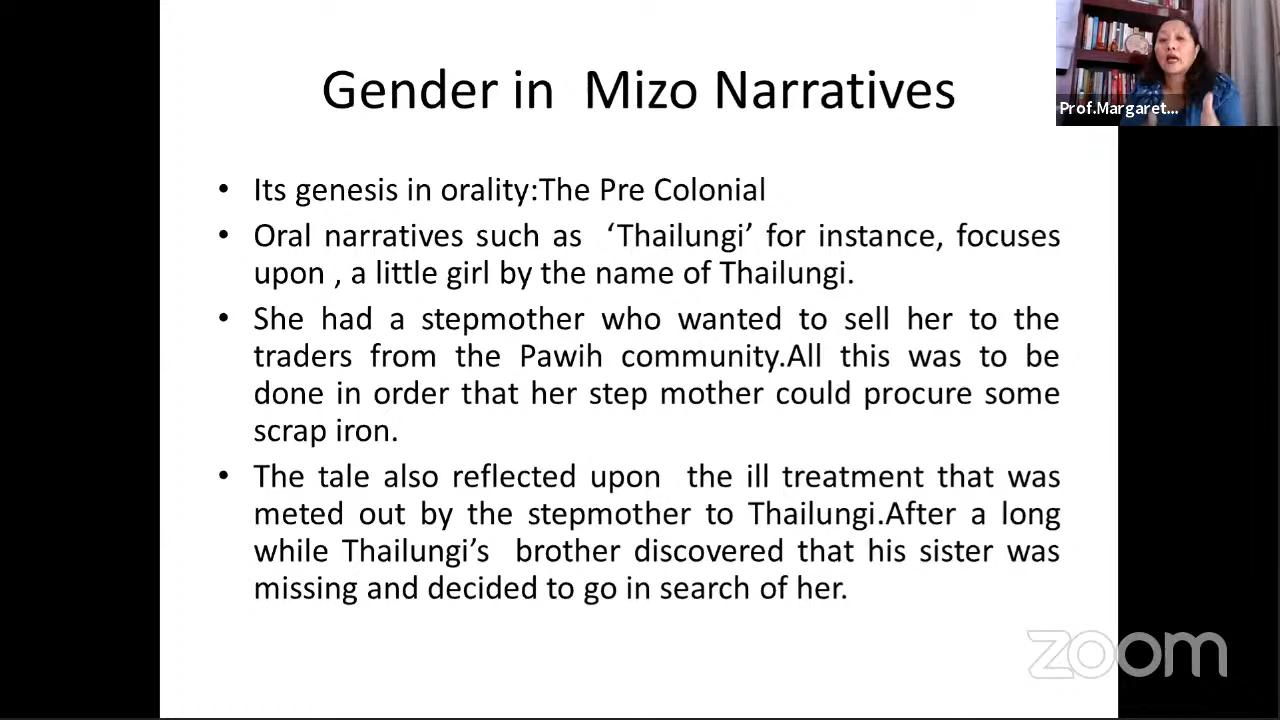 Gender in  Mizo Narratives
Prof.Margaret...
• Its genesis in orality:The Pre Colonial
• Oral narratives such as  ‘Thailungi’ for instance, focuses
upon , a little girl by the name of Thailungi.
• She had a stepmother who wanted to sell her to the
traders from the Pawih community.All this was to be
done in order that her step mother could procure some
scrap iron.
• The tale also reflected upon  the ill treatment that was
meted out by the stepmother to Thailungi.After a long
while Thailungi’s  brother discovered that his sister was
missing and decided to go in search of her.
zoom